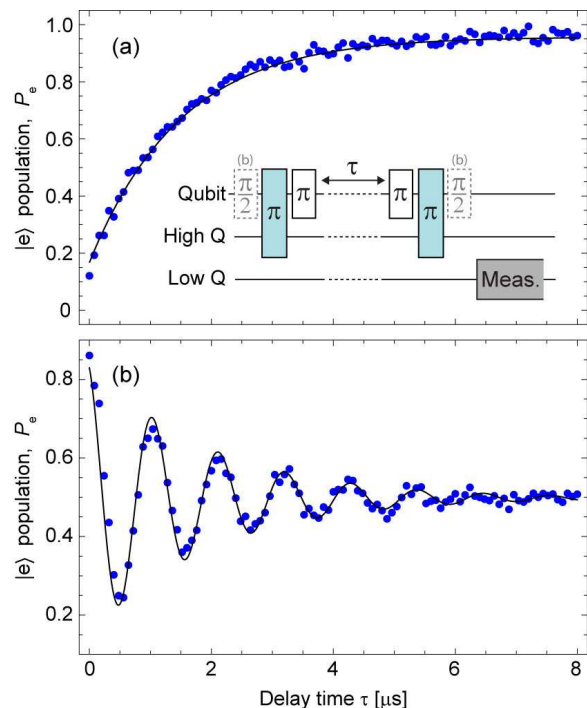 1.0
0.8
0.6
0.4
0.2
0
|e⟩ population, Pe
(a)
τ
(b) (b)
Qubit π/2 π π π π π/2
High Q
Low Q Meas.
0.8
0.6
0.4
0.2
|e⟩ population, Pe
(b)
0 2 4 6 8
Delay time τ [μs]